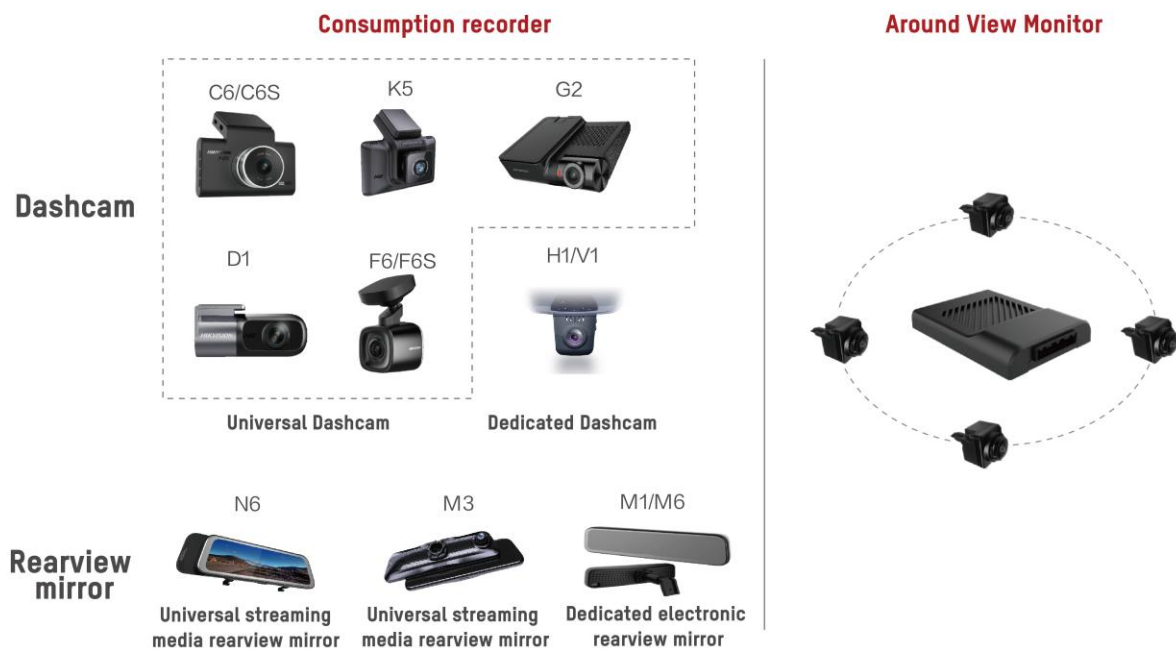 Consumption recorder
Around View Monitor
C6/C6S
K5
G2
Dashcam
D1
F6/F6S
H1/V1
Universal Dashcam
Dedicated Dashcam
N6
M3
M1/M6
Rearview
mirror
Universal streaming
media rearview mirror
Universal streaming
media rearview mirror
Dedicated electronic
rearview mirror